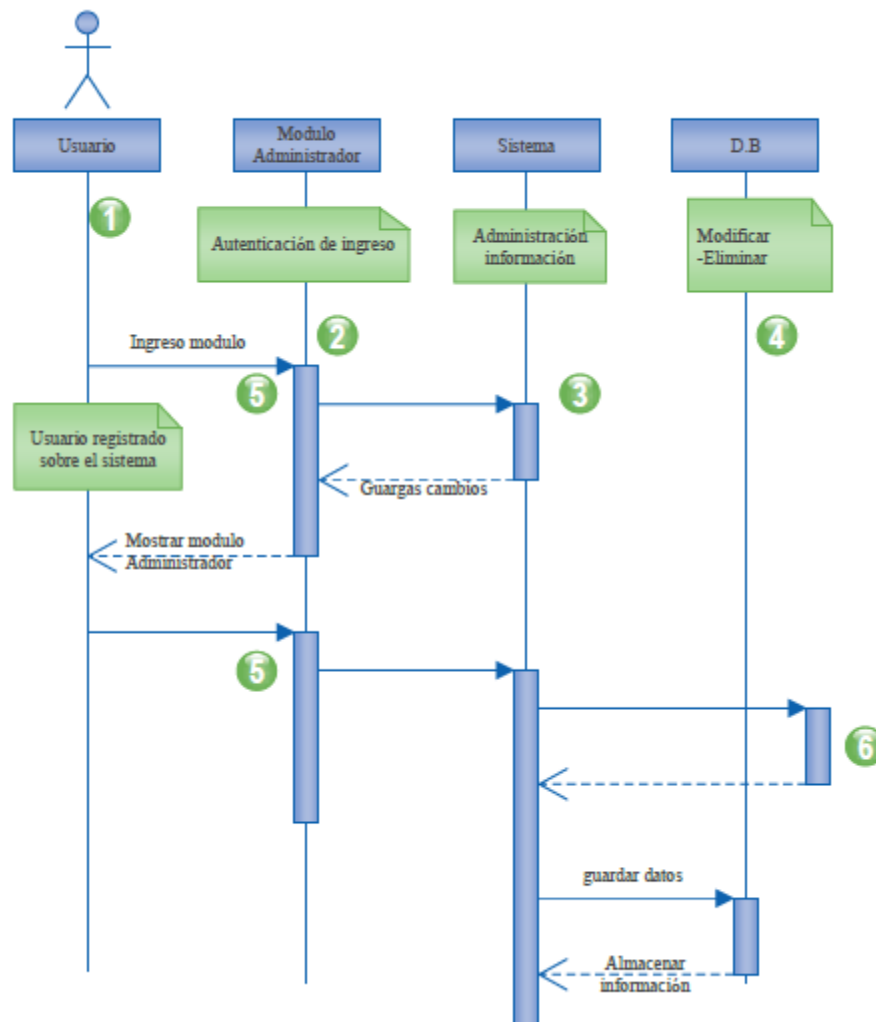 Usuario
Modulo
Administrador
Sistema
D.B
1
Autenticación de ingreso
Administración
información
Modificar
-Eliminar
2
4
Ingreso modulo
5
3
Usuario registrado
sobre el sistema
Guargas cambios
Mostrar modulo
Administrador
5
6
guardar datos
Almacenar
información